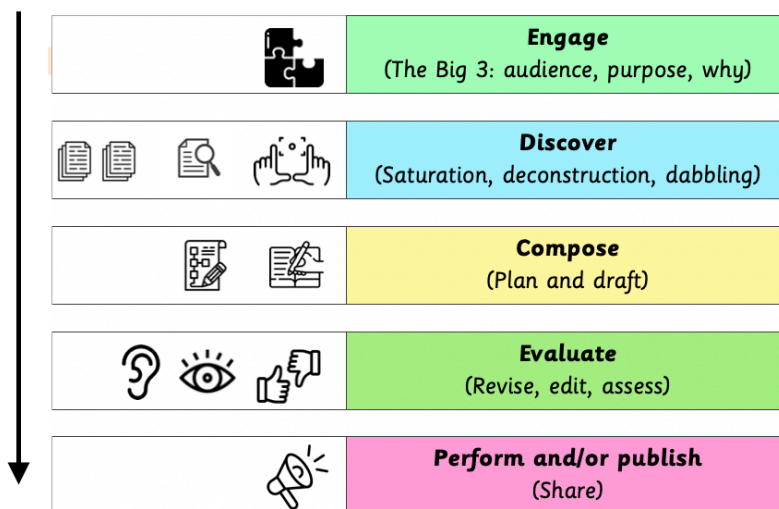 Engage
(The Big 3: audience, purpose, why)
Discover
(Saturation, deconstruction, dabbling)
Compose
(Plan and draft)
Evaluate
(Revise, edit, assess)
Perform and/or publish
(Share)